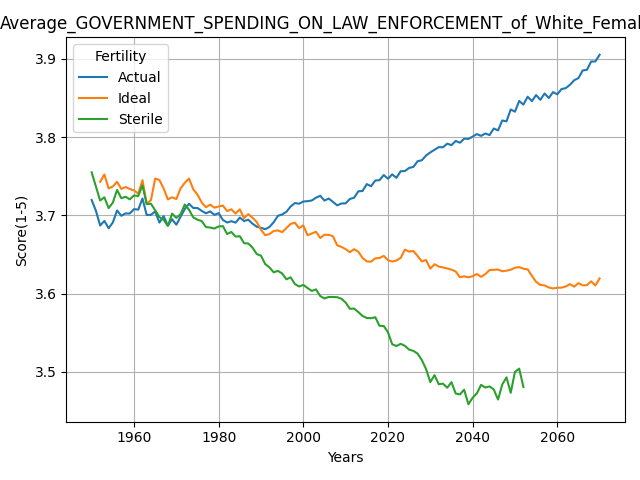 Average_GOVERNMENT_SPENDING_ON_LAW_ENFORCEMENT_of_White_Femal
Fertility
Actual
Ideal
Sterile
3.9
3.8
3.7
3.6
3.5
Score(1-5)
1960 1980 2000 2020 2040 2060
Years